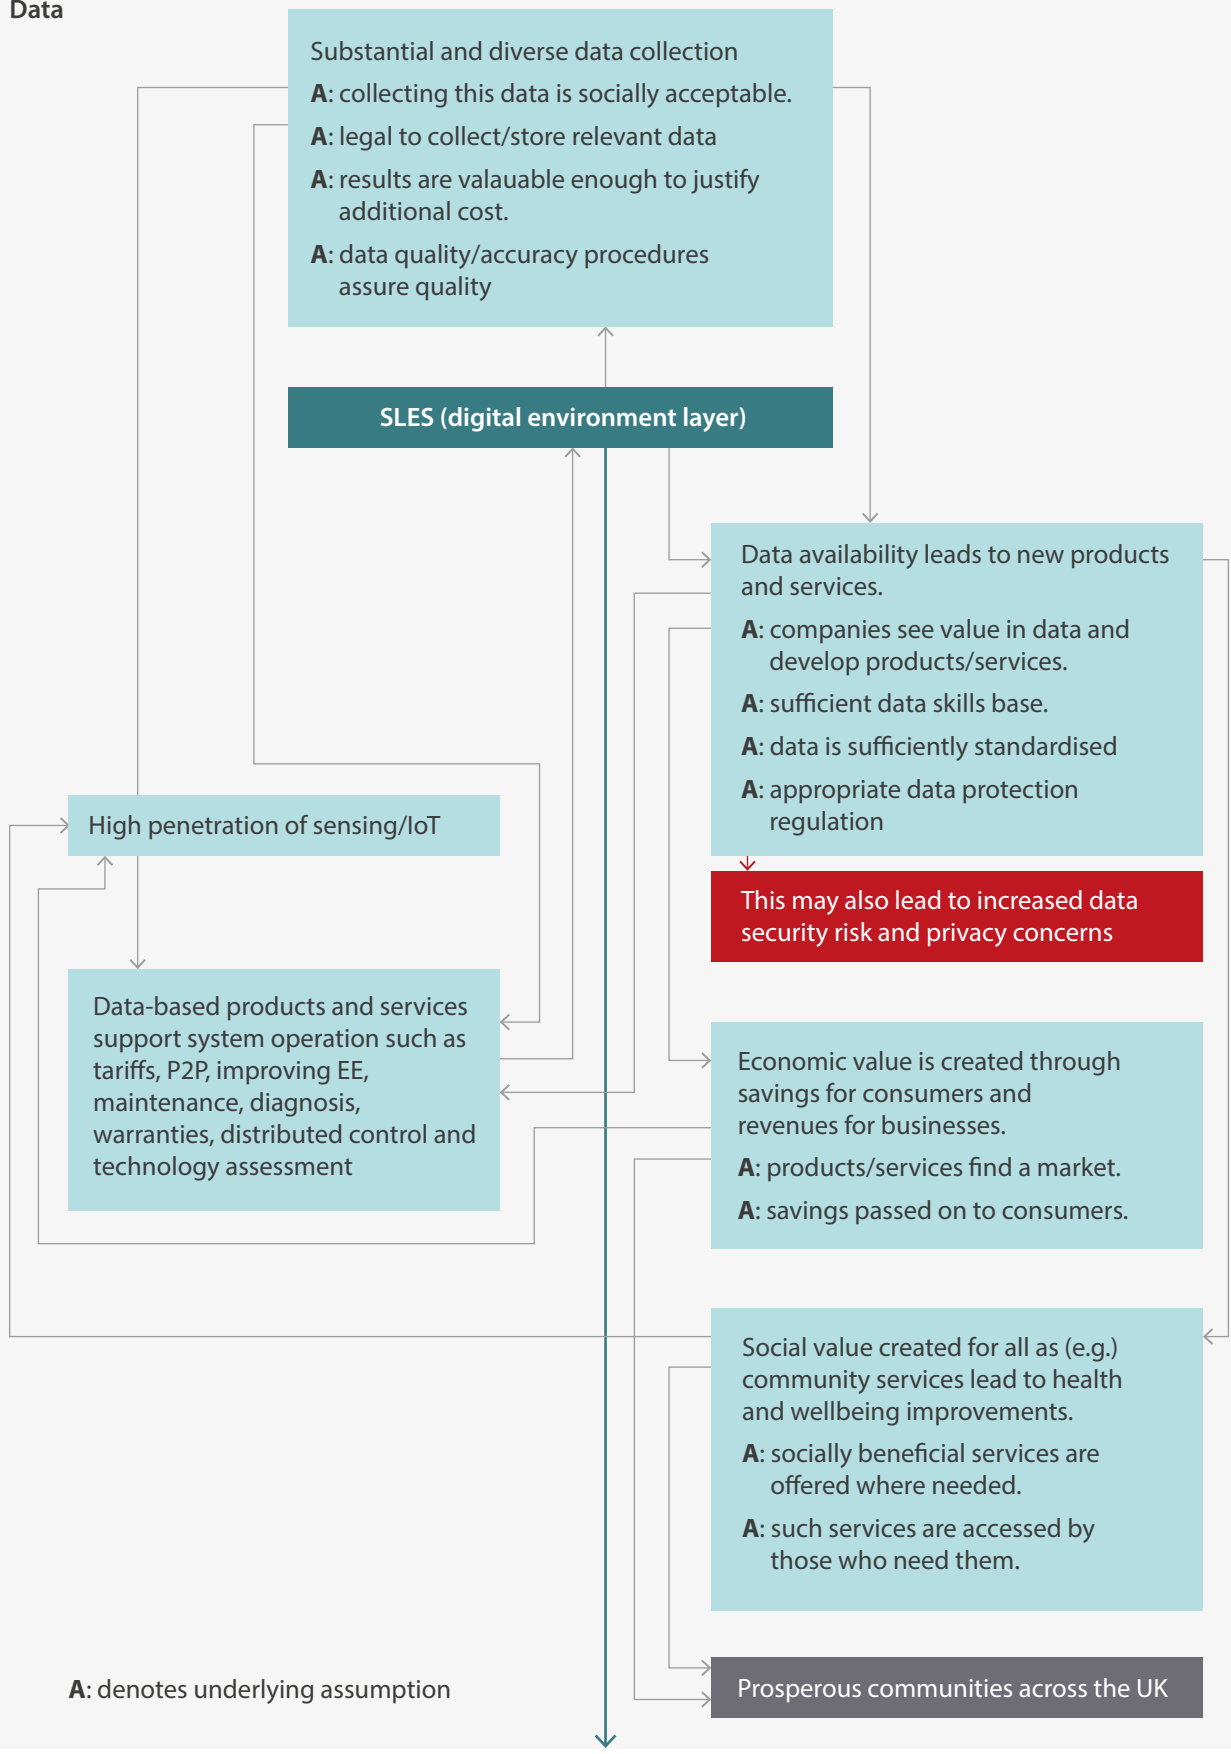 Data
Substantial and diverse data collection
A: collecting this data is socially acceptable.
A: legal to collect/store relevant data
A: results are valauable enough to justify
additional cost.
A: data quality/accuracy procedures
assure quality
SLES (digital environment layer)
Data availability leads to new products
and services.
A: companies see value in data and
develop products/services.
A: sufficient data skills base.
A: data is sufficiently standardised
A: appropriate data protection
regulation
High penetration of sensing/IoT
This may also lead to increased data
security risk and privacy concerns
Data-based products and services
support system operation such as
tariffs, P2P, improving EE,
maintenance, diagnosis,
warranties, distributed control and
technology assessment
Economic value is created through
savings for consumers and
revenues for businesses.
A: products/services find a market.
A: savings passed on to consumers.
Social value created for all as (e.g.)
community services lead to health
and wellbeing improvements.
A: socially beneficial services are
offered where needed.
A: such services are accessed by
those who need them.
A: denotes underlying assumption
Prosperous communities across the UK